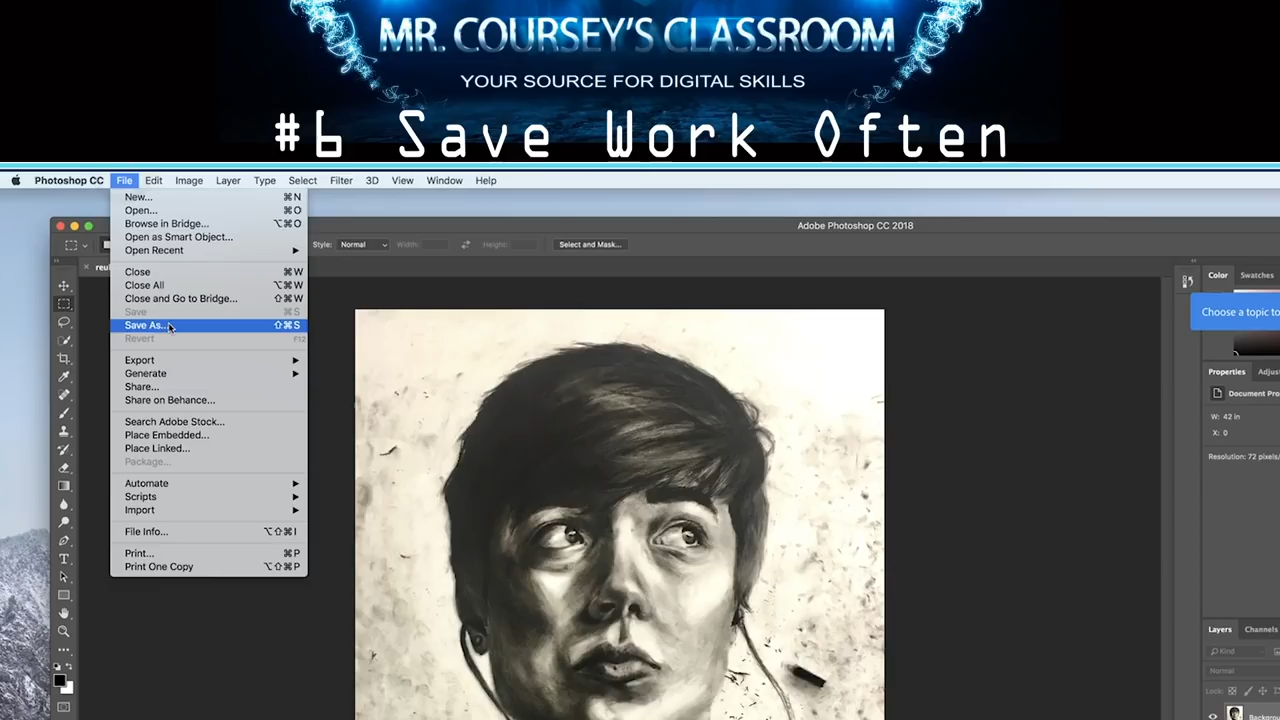 MR. COURSEY'S CLASSROOM
YOUR SOURCE FOR DIGITAL SKILLS
#6 Save Work Often
Photoshop CC File Edit Image Layer Type Select Filter 3D View Window Help
New... ⌘N
Open... ⌘O
Browse in Bridge... ⌥⌘O
Open as Smart Object...
Open Recent
Close ⌘W
Close All ⌥⌘W
Close and Go to Bridge... ⇧⌘W
Save ⌘S
Save As... ⇧⌘S
Revert F12
Export
Generate
Share...
Share on Behance...
Search Adobe Stock...
Place Embedded...
Place Linked...
Package...
Automate
Scripts
Import
File Info... ⌥⇧⌘I
Print... ⌘P
Print One Copy ⌥⇧⌘P
Adobe Photoshop CC 2018
Style: Normal Width: Height: Select and Mask...
Color Swatches
Choose a topic to
Properties Adjus
Document Pro
W: 42 in
X: 0
Resolution: 72 pixels/
Layers Channels
Kind
Normal
Lock:
Backgrou